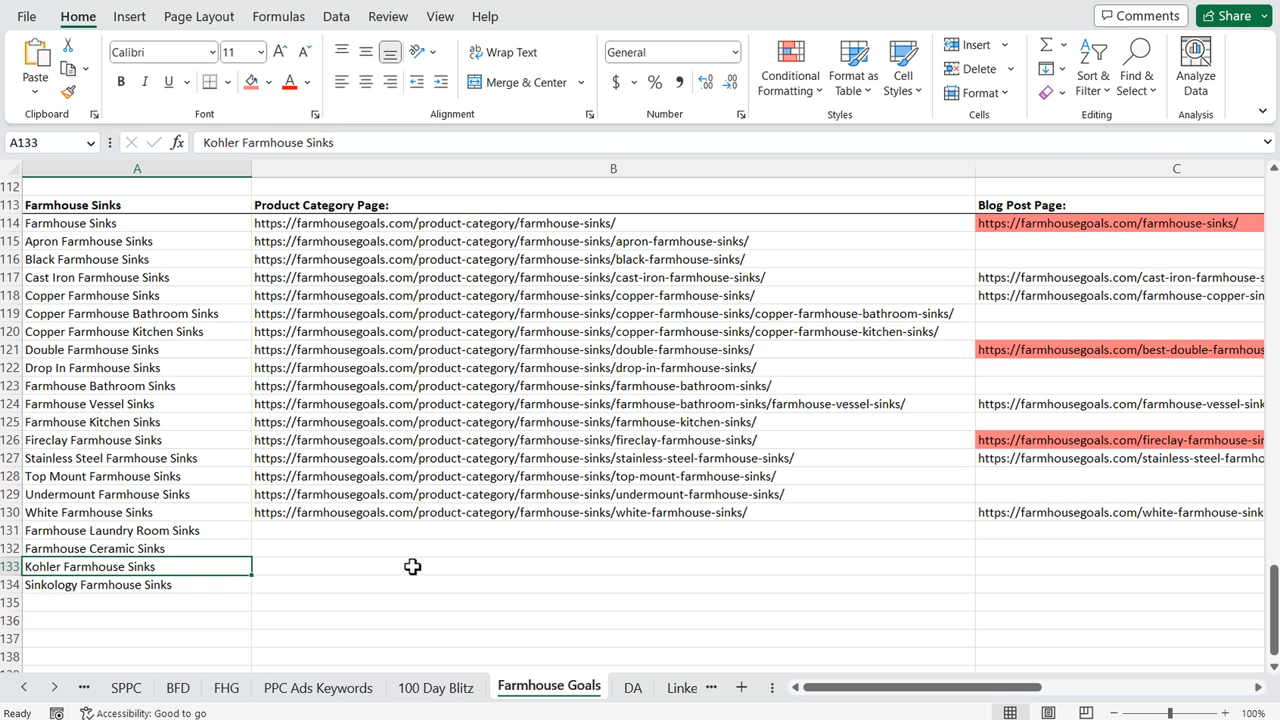 File Home Insert Page Layout Formulas Data Review View Help Comments Share
Paste Calibri 11 Wrap Text General Insert
Merge & Center Conditional Formatting Format as Table Cell Styles Delete Sort & Filter Find & Select Analyze Data
Format
Clipboard Font Alignment Number Styles Cells Editing Analysis
A133 fx Kohler Farmhouse Sinks
A B C
112
113 Farmhouse Sinks Product Category Page: Blog Post Page:
114 Farmhouse Sinks https://farmhousegoals.com/product-category/farmhouse-sinks/ https://farmhousegoals.com/farmhouse-sinks/
115 Apron Farmhouse Sinks https://farmhousegoals.com/product-category/farmhouse-sinks/apron-farmhouse-sinks/
116 Black Farmhouse Sinks https://farmhousegoals.com/product-category/farmhouse-sinks/black-farmhouse-sinks/
117 Cast Iron Farmhouse Sinks https://farmhousegoals.com/product-category/farmhouse-sinks/cast-iron-farmhouse-sinks/ https://farmhousegoals.com/cast-iron-farmhouse-s
118 Copper Farmhouse Sinks https://farmhousegoals.com/product-category/farmhouse-sinks/copper-farmhouse-sinks/ https://farmhousegoals.com/farmhouse-copper-sin
119 Copper Farmhouse Bathroom Sinks https://farmhousegoals.com/product-category/farmhouse-sinks/copper-farmhouse-sinks/copper-farmhouse-bathroom-sinks/
120 Copper Farmhouse Kitchen Sinks https://farmhousegoals.com/product-category/farmhouse-sinks/copper-farmhouse-sinks/copper-farmhouse-kitchen-sinks/
121 Double Farmhouse Sinks https://farmhousegoals.com/product-category/farmhouse-sinks/double-farmhouse-sinks/ https://farmhousegoals.com/best-double-farmhous
122 Drop In Farmhouse Sinks https://farmhousegoals.com/product-category/farmhouse-sinks/drop-in-farmhouse-sinks/
123 Farmhouse Bathroom Sinks https://farmhousegoals.com/product-category/farmhouse-sinks/farmhouse-bathroom-sinks/
124 Farmhouse Vessel Sinks https://farmhousegoals.com/product-category/farmhouse-sinks/farmhouse-bathroom-sinks/farmhouse-vessel-sinks/ https://farmhousegoals.com/farmhouse-vessel-sink
125 Farmhouse Kitchen Sinks https://farmhousegoals.com/product-category/farmhouse-sinks/farmhouse-kitchen-sinks/
126 Fireclay Farmhouse Sinks https://farmhousegoals.com/product-category/farmhouse-sinks/fireclay-farmhouse-sinks/ https://farmhousegoals.com/fireclay-farmhouse-sin
127 Stainless Steel Farmhouse Sinks https://farmhousegoals.com/product-category/farmhouse-sinks/stainless-steel-farmhouse-sinks/ https://farmhousegoals.com/stainless-steel-farmho
128 Top Mount Farmhouse Sinks https://farmhousegoals.com/product-category/farmhouse-sinks/top-mount-farmhouse-sinks/
129 Undermount Farmhouse Sinks https://farmhousegoals.com/product-category/farmhouse-sinks/undermount-farmhouse-sinks/
130 White Farmhouse Sinks https://farmhousegoals.com/product-category/farmhouse-sinks/white-farmhouse-sinks/ https://farmhousegoals.com/white-farmhouse-sink
131 Farmhouse Laundry Room Sinks
132 Farmhouse Ceramic Sinks
133 Kohler Farmhouse Sinks
134 Sinkology Farmhouse Sinks
135
136
137
138
SPPC BFD FHG PPC Ads Keywords 100 Day Blitz Farmhouse Goals DA Linke
Ready Accessibility: Good to go 100%